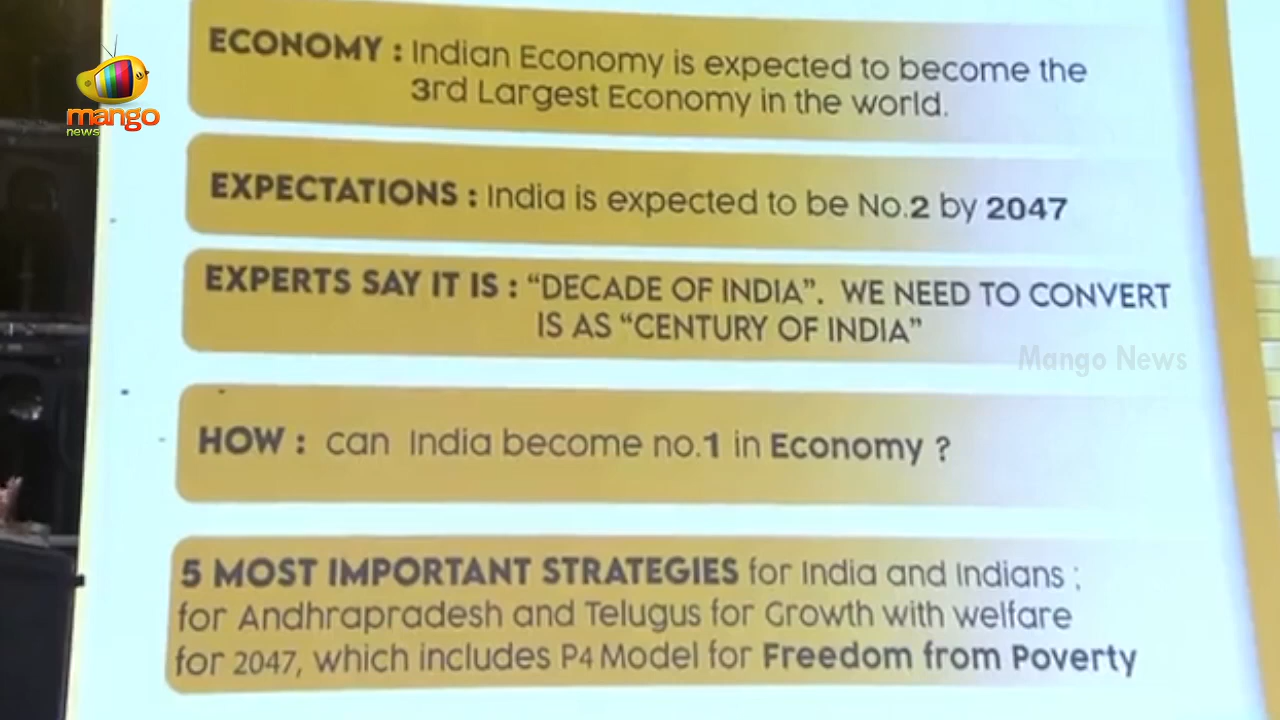 mango
news
ECONOMY : Indian Economy is expected to become the
3rd Largest Economy in the world.
EXPECTATIONS : India is expected to be No.2 by 2047
EXPERTS SAY IT IS : “DECADE OF INDIA”. WE NEED TO CONVERT
IS AS “CENTURY OF INDIA”
Mango News
HOW : can India become no.1 in Economy ?
5 MOST IMPORTANT STRATEGIES for India and Indians ;
for Andhrapradesh and Telugus for Growth with welfare
for 2047, which includes P4 Model for Freedom from Poverty